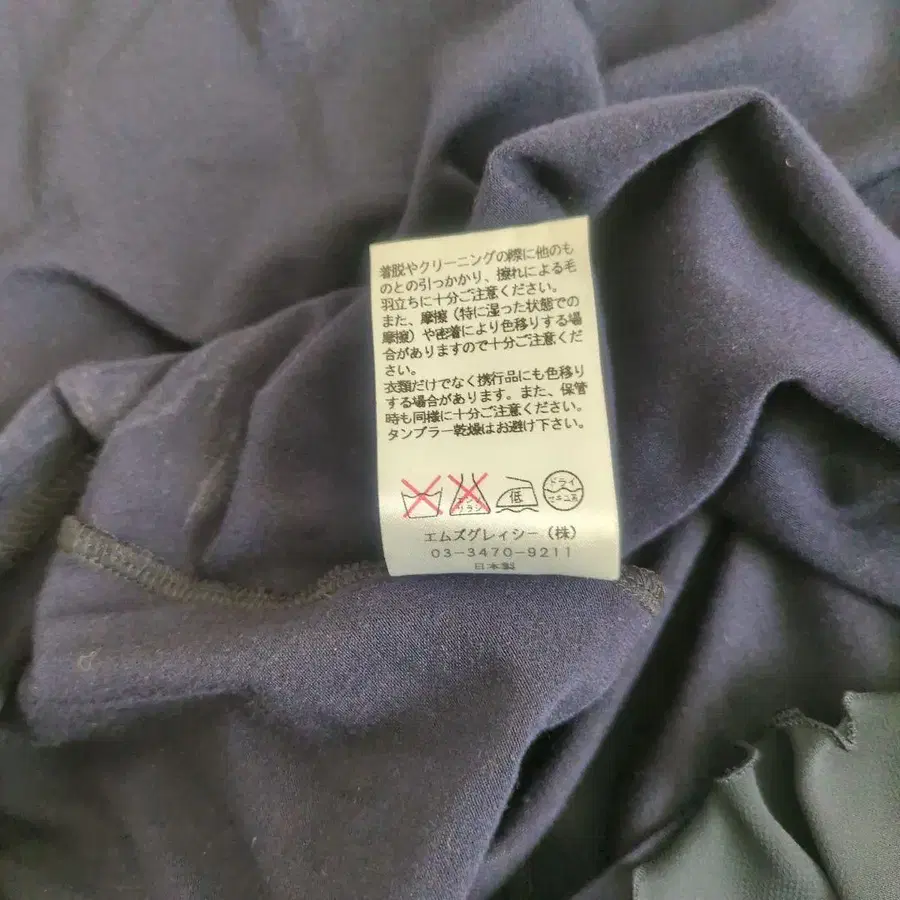 着脱やクリーニングの際に他のも
のとの引っかかり、擦れによる毛
羽立ちに十分ご注意ください。
また、摩擦（特に湿った状態での
摩擦）や密着により色移りする場
合がありますので十分ご注意くだ
さい。
衣類だけでなく携行品にも色移り
する場合があります。また、保管
時も同様に十分ご注意ください。
タンブラー乾燥はお避け下さい。
エンソ
サラシ
低
ドライ
セキユ系
エムズグレィシー（株）
03-3470-9211
日本製